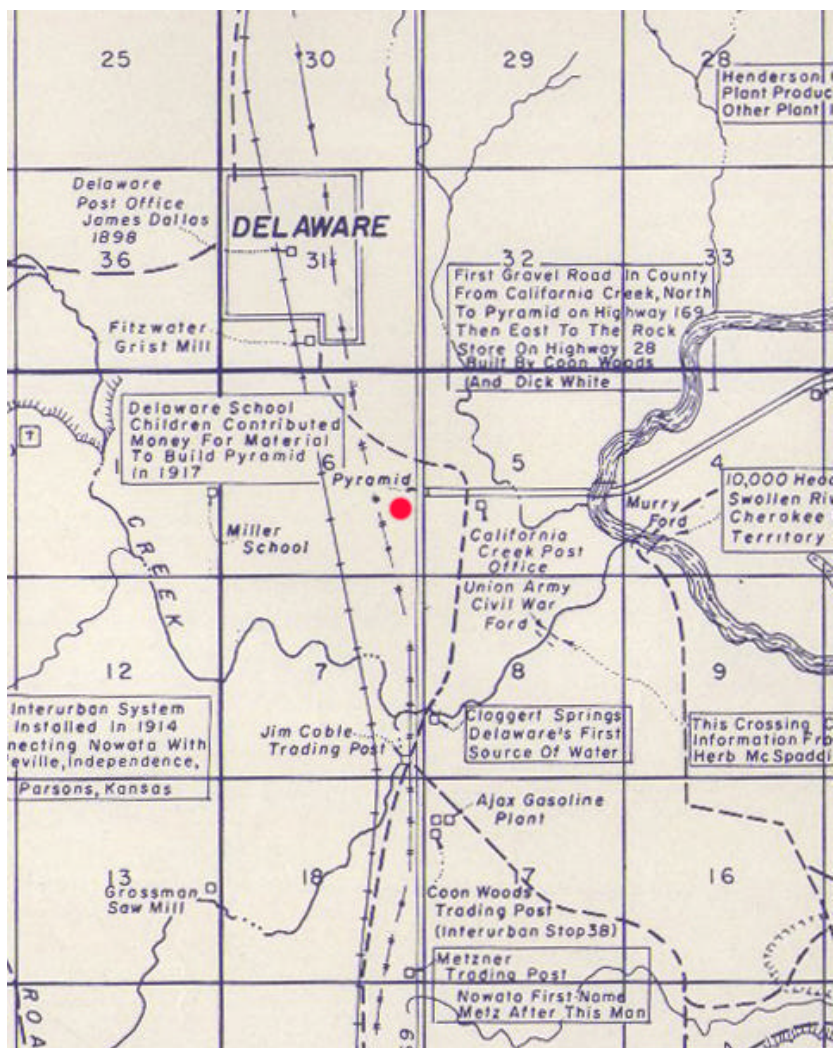 25
30
29
28
Henderson
Plant Produc
Other Plant
Delaware
Post Office
James Dallas
1898
DELAWARE
36
31
32
33
First Gravel Road In County
From California Creek, North
To Pyramid on Highway 169
Then East To The Rock
Store On Highway 28
Built By Coon Woods
And Dick White
Fitzwater
Grist Mill
Delaware School
Children Contributed
Money For Material
To Build Pyramid
in 1917
7
1
6
5
4
Pyramid
10,000 Head
Swollen Ri
Cherokee
Territory
Murry
Ford
Miller
School
California
Creek Post
Office
CREEK
Union Army
Civil War
Ford
12
7
8
9
Interurban System
Installed In 1914
necting Nowata With
eville, Independence,
Parsons, Kansas
Jim Coble
Trading Post
Cloggert Springs
Delaware's First
Source Of Water
This Crossing
Information Fro
Herb McSpaddi
Ajax Gasoline
Plant
13
18
17
16
Grossman
Saw Mill
Coon Woods
Trading Post
(Interurban Stop 38)
Metzner
Trading Post
Nowata First Name
Metz After This Man
ROA